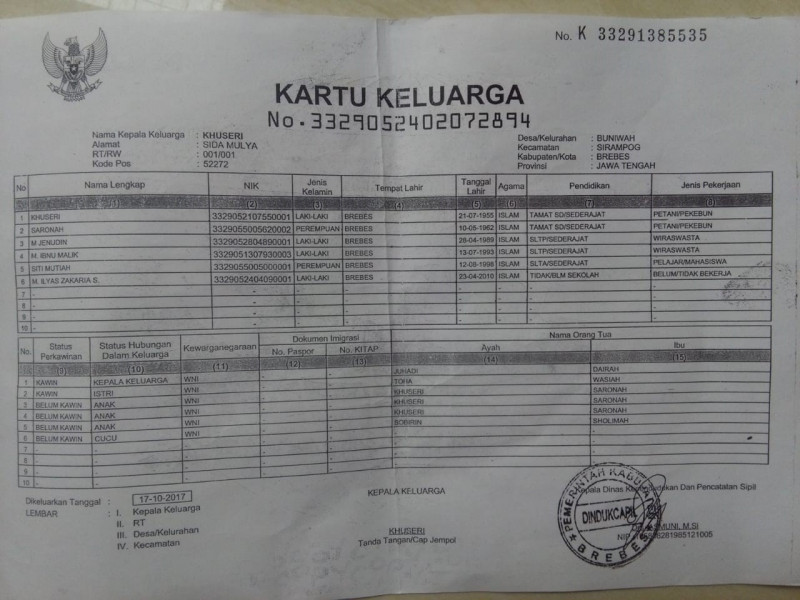 No. K 33291385535
KARTU KELUARGA
No. 3329052402072894
Nama Kepala Keluarga : KHUSERI
Alamat : SIDA MULYA
RT/RW : 001/001
Kode Pos : 52272
Desa/Kelurahan : BUNIWAH
Kecamatan : SIRAMPOG
Kabupaten/Kota : BREBES
Provinsi : JAWA TENGAH
No Nama Lengkap NIK Jenis Kelamin Tempat Lahir Tanggal Lahir Agama Pendidikan Jenis Pekerjaan
(1) (2) (3) (4) (5) (6) (7) (8)
1 KHUSERI 3329052107550001 LAKI-LAKI BREBES 21-07-1955 ISLAM TAMAT SD/SEDERAJAT PETANI/PEKEBUN
2 SARONAH 3329055005620002 PEREMPUAN BREBES 10-05-1962 ISLAM TAMAT SD/SEDERAJAT PETANI/PEKEBUN
3 M JENUDIN 3329052804890001 LAKI-LAKI BREBES 28-04-1989 ISLAM SLTP/SEDERAJAT WIRASWASTA
4 M. IBNU MALIK 3329051307930003 LAKI-LAKI BREBES 13-07-1993 ISLAM SLTP/SEDERAJAT WIRASWASTA
5 SITI MUTIAH 3329055005000001 PEREMPUAN BREBES 12-08-1998 ISLAM SLTA/SEDERAJAT PELAJAR/MAHASISWA
6 M. ILYAS ZAKARIA S. 3329052404090001 LAKI-LAKI BREBES 23-04-2010 ISLAM TIDAK/BLM SEKOLAH BELUM/TIDAK BEKERJA
7 - - - - - - - -
8 - - - - - - - -
9 - - - - - - - -
10 - - - - - - - -
No. Status Perkawinan Status Hubungan Dalam Keluarga Kewarganegaraan Dokumen Imigrasi Nama Orang Tua
No. Paspor No. KITAP Ayah Ibu
(9) (10) (11) (12) (13) (14) (15)
1 KAWIN KEPALA KELUARGA WNI - - JUHADI DAIRAH
2 KAWIN ISTRI WNI - - TOHA WASIAH
3 BELUM KAWIN ANAK WNI - - KHUSERI SARONAH
4 BELUM KAWIN ANAK WNI - - KHUSERI SARONAH
5 BELUM KAWIN ANAK WNI - - KHUSERI SARONAH
6 BELUM KAWIN CUCU WNI - - SOBIRIN SHOLIMAH
7 - - - - - - -
8 - - - - - - -
9 - - - - - - -
10 - - - - - - -
Dikeluarkan Tanggal : 17-10-2017
LEMBAR : I. Kepala Keluarga
II. RT
III. Desa/Kelurahan
IV. Kecamatan
KEPALA KELUARGA
KHUSERI
Tanda Tangan/Cap Jempol
Kepala Dinas Kependudukan Dan Pencatatan Sipil
PEMERINTAH KABUPA
DINDUKCAPIL
BREBES
M.Si
NIP